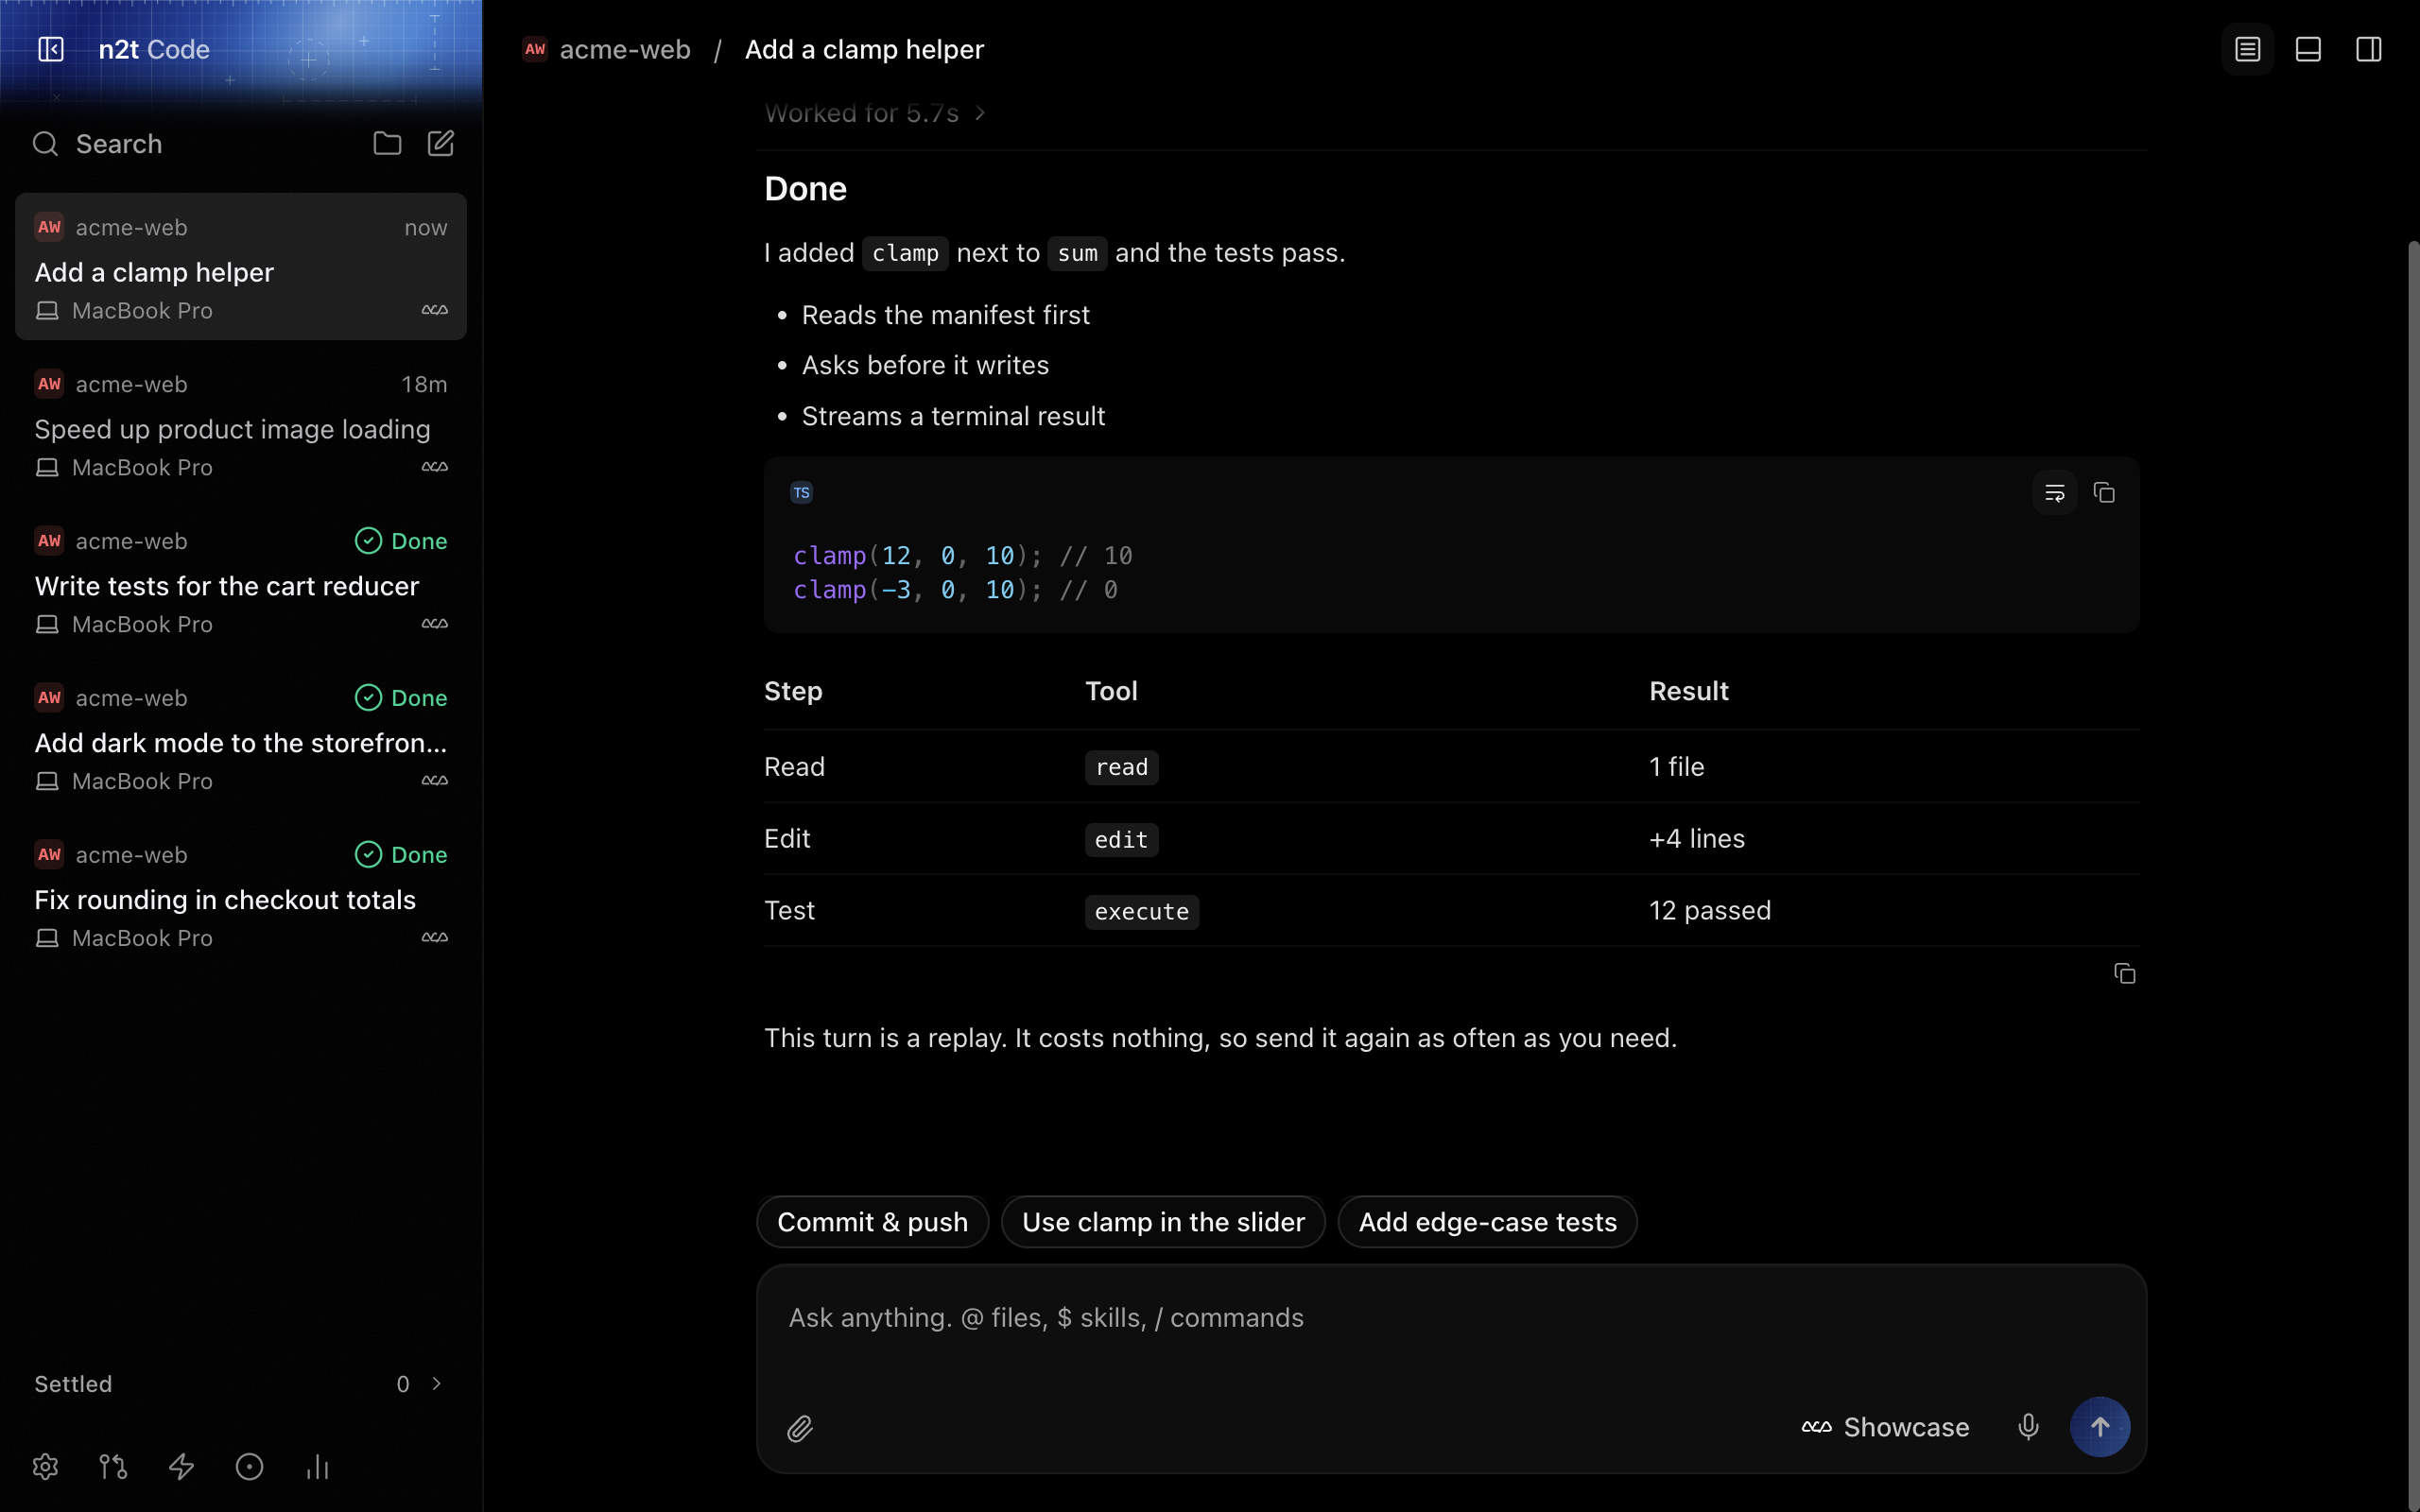 n2t Code
Search
AW acme-web now
Add a clamp helper
MacBook Pro
AW acme-web 18m
Speed up product image loading
MacBook Pro
AW acme-web Done
Write tests for the cart reducer
MacBook Pro
AW acme-web Done
Add dark mode to the storefron...
MacBook Pro
AW acme-web Done
Fix rounding in checkout totals
MacBook Pro
Settled 0
AW acme-web / Add a clamp helper
Worked for 5.7s
Done
I added clamp next to sum and the tests pass.
• Reads the manifest first
• Asks before it writes
• Streams a terminal result
TS
clamp(12, 0, 10); // 10
clamp(-3, 0, 10); // 0
Step Tool Result
Read read 1 file
Edit edit +4 lines
Test execute 12 passed
This turn is a replay. It costs nothing, so send it again as often as you need.
Commit & push Use clamp in the slider Add edge-case tests
Ask anything. @ files, $ skills, / commands
Showcase